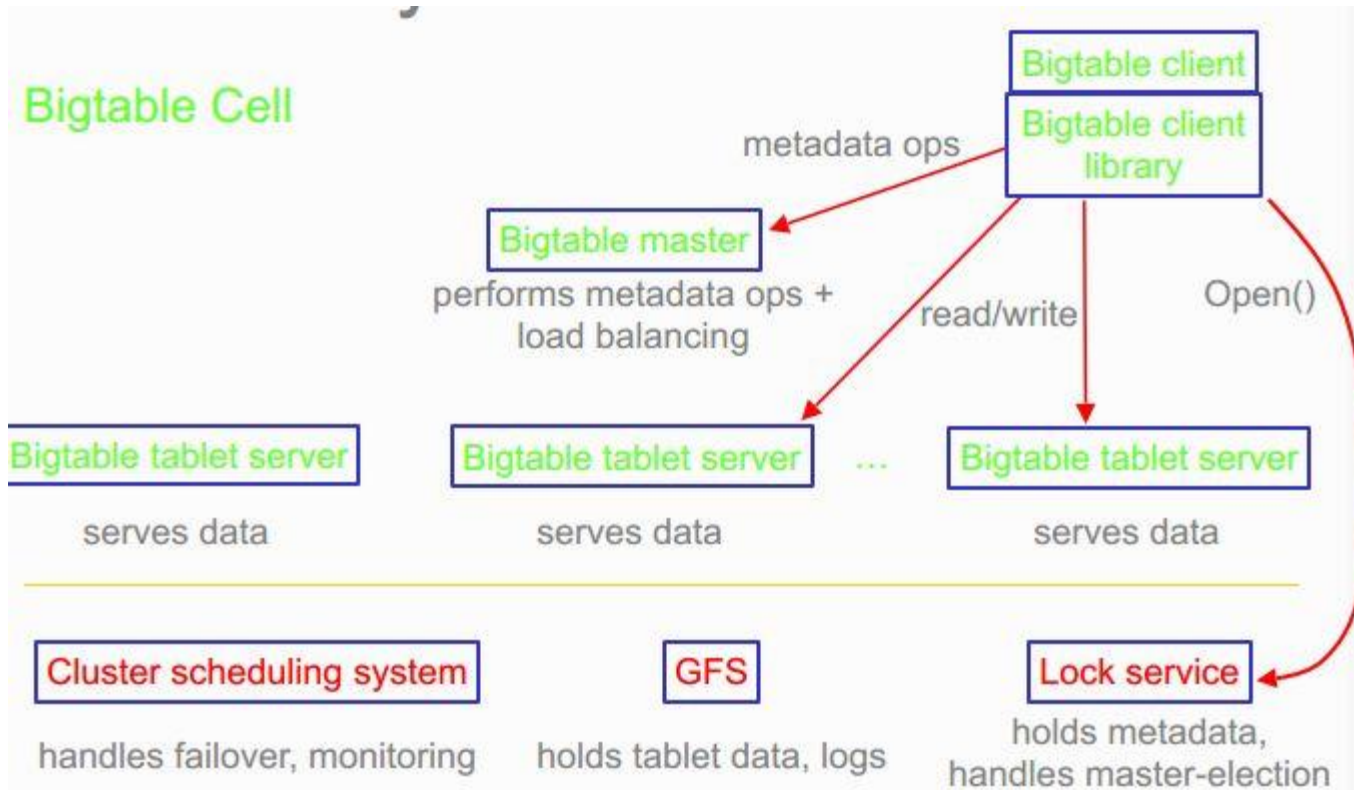 Bigtable Cell
Bigtable client
Bigtable client
library
metadata ops
Bigtable master
performs metadata ops +
load balancing
read/write
Open()
Bigtable tablet server
Bigtable tablet server
...
Bigtable tablet server
serves data
serves data
serves data
Cluster scheduling system
GFS
Lock service
handles failover, monitoring
holds tablet data, logs
holds metadata,
handles master-election